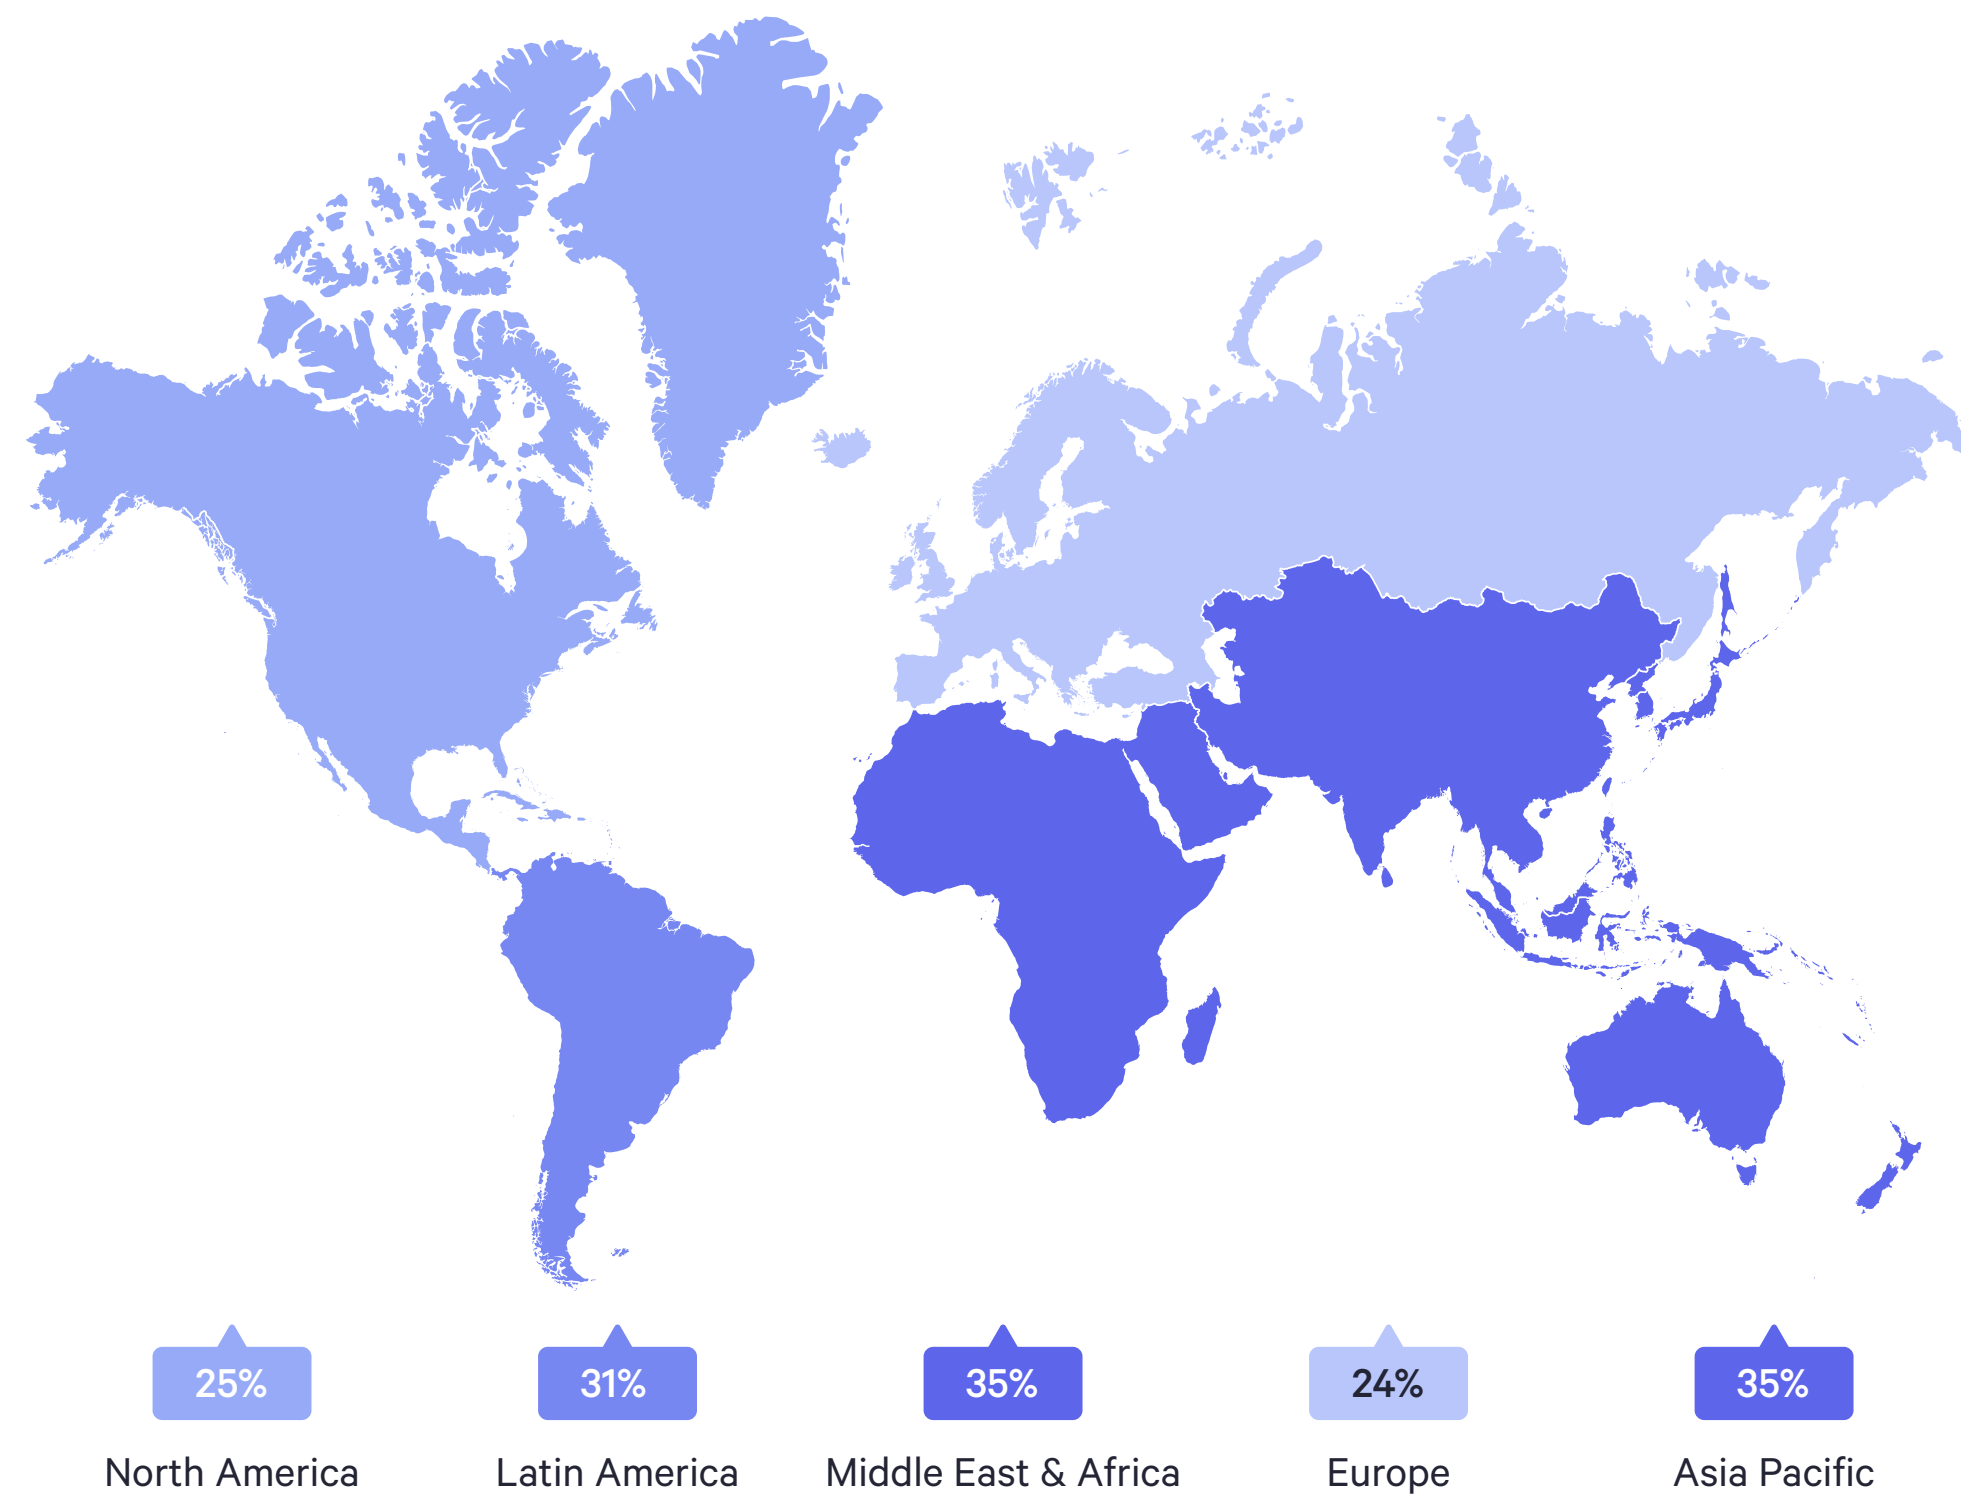 25% 31% 35% 24% 35%
North America Latin America Middle East & Africa Europe Asia Pacific